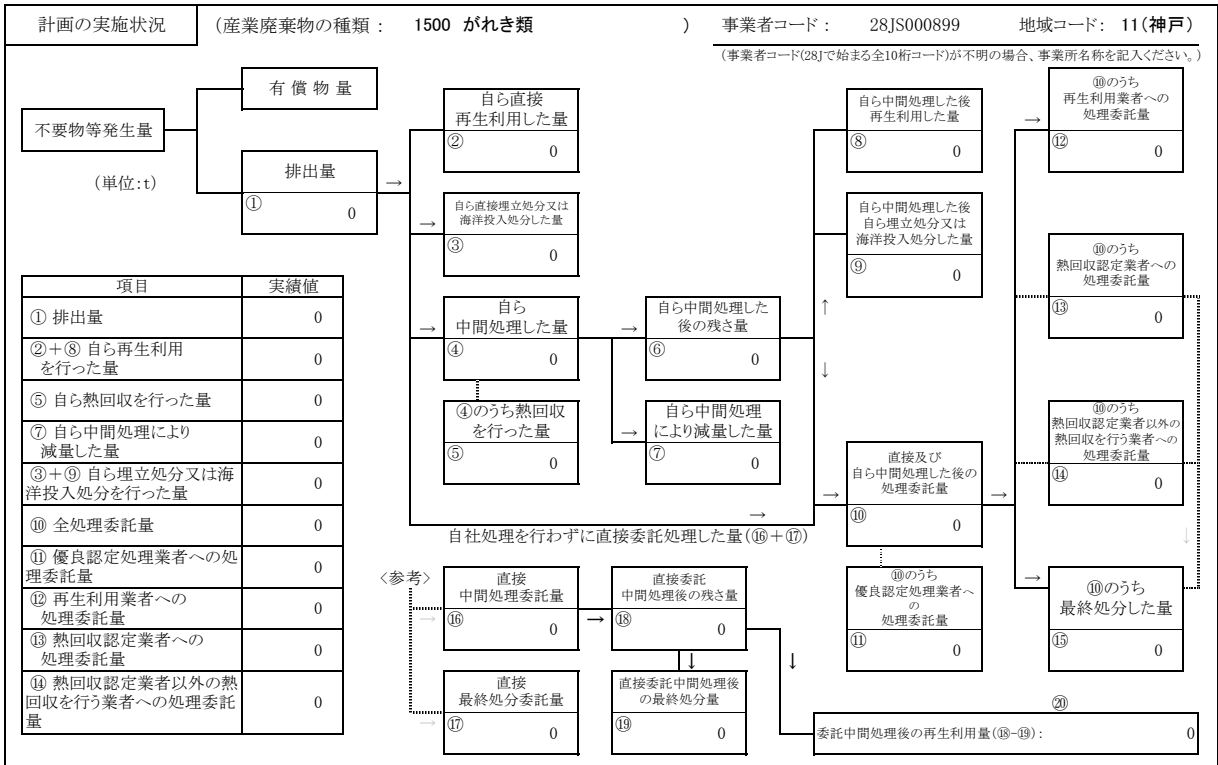 計画の実施状況
(産業廃棄物の種類 : 1500 がれき類 )
事業者コード : 28JS000899
地域コード: 11(神戸)
(事業者コード(28Jで始まる全10桁コード)が不明の場合、事業所名称を記入ください。)
不要物等発生量
(単位:t)
有償物量
排出量
→
①
0
自ら直接
再生利用した量
②
0
→
自ら直接埋立処分又は
海洋投入処分した量
③
0
→
自ら
中間処理した量
④
0
④のうち熱回収
を行った量
⑤
0
→
自ら中間処理した
後の残さ量
⑥
0
→
自ら中間処理
により減量した量
⑦
0
自ら中間処理した後
再生利用した量
⑧
0
自ら中間処理した後
自ら埋立処分又は
海洋投入処分した量
⑨
0
↑
↓
→
自社処理を行わずに直接委託処理した量(⑯+⑰)
→
直接及び
自ら中間処理した後の
処理委託量
⑩
0
→
⑩のうち
優良認定処理業者へ
の
処理委託量
⑪
0
→
⑩のうち
再生利用業者への
処理委託量
⑫
0
⑩のうち
熱回収認定業者への
処理委託量
⑬
0
⑩のうち
熱回収認定業者以外の
熱回収を行う業者への
処理委託量
⑭
0
↓
→
⑩のうち
最終処分した量
⑮
0
項目 実績値
① 排出量 0
②+⑧ 自ら再生利用
を行った量 0
⑤ 自ら熱回収を行った量 0
⑦ 自ら中間処理により
減量した量 0
③+⑨ 自ら埋立処分又は海
洋投入処分を行った量 0
⑩ 全処理委託量 0
⑪ 優良認定処理業者への処
理委託量 0
⑫ 再生利用業者への
処理委託量 0
⑬ 熱回収認定業者への
処理委託量 0
⑭ 熱回収認定業者以外の熱
回収を行う業者への処理委託
量 0
〈参考〉
→
直接
中間処理委託量
⑯
0
→
直接委託
中間処理後の残さ量
⑱
0
↓
↓
→
直接
最終処分委託量
⑰
0
直接委託中間処理後
の最終処分量
⑲
0
⑳
委託中間処理後の再生利用量(⑱-⑲) : 0